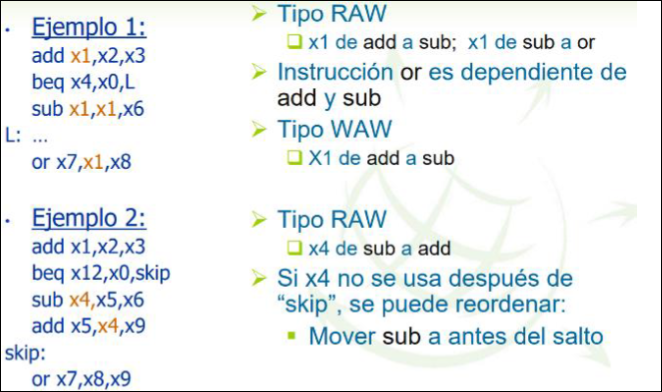 · Ejemplo 1:
add x1,x2,x3
beq x4,x0,L
sub x1,x1,x6
L: ...
or x7,x1,x8
➢ Tipo RAW
❑ x1 de add a sub; x1 de sub a or
➢ Instrucción or es dependiente de
add y sub
➢ Tipo WAW
❑ X1 de add a sub
· Ejemplo 2:
add x1,x2,x3
beq x12,x0,skip
sub x4,x5,x6
add x5,x4,x9
skip:
or x7,x8,x9
➢ Tipo RAW
❑ x4 de sub a add
➢ Si x4 no se usa después de
“skip”, se puede reordenar:
▪ Mover sub a antes del salto